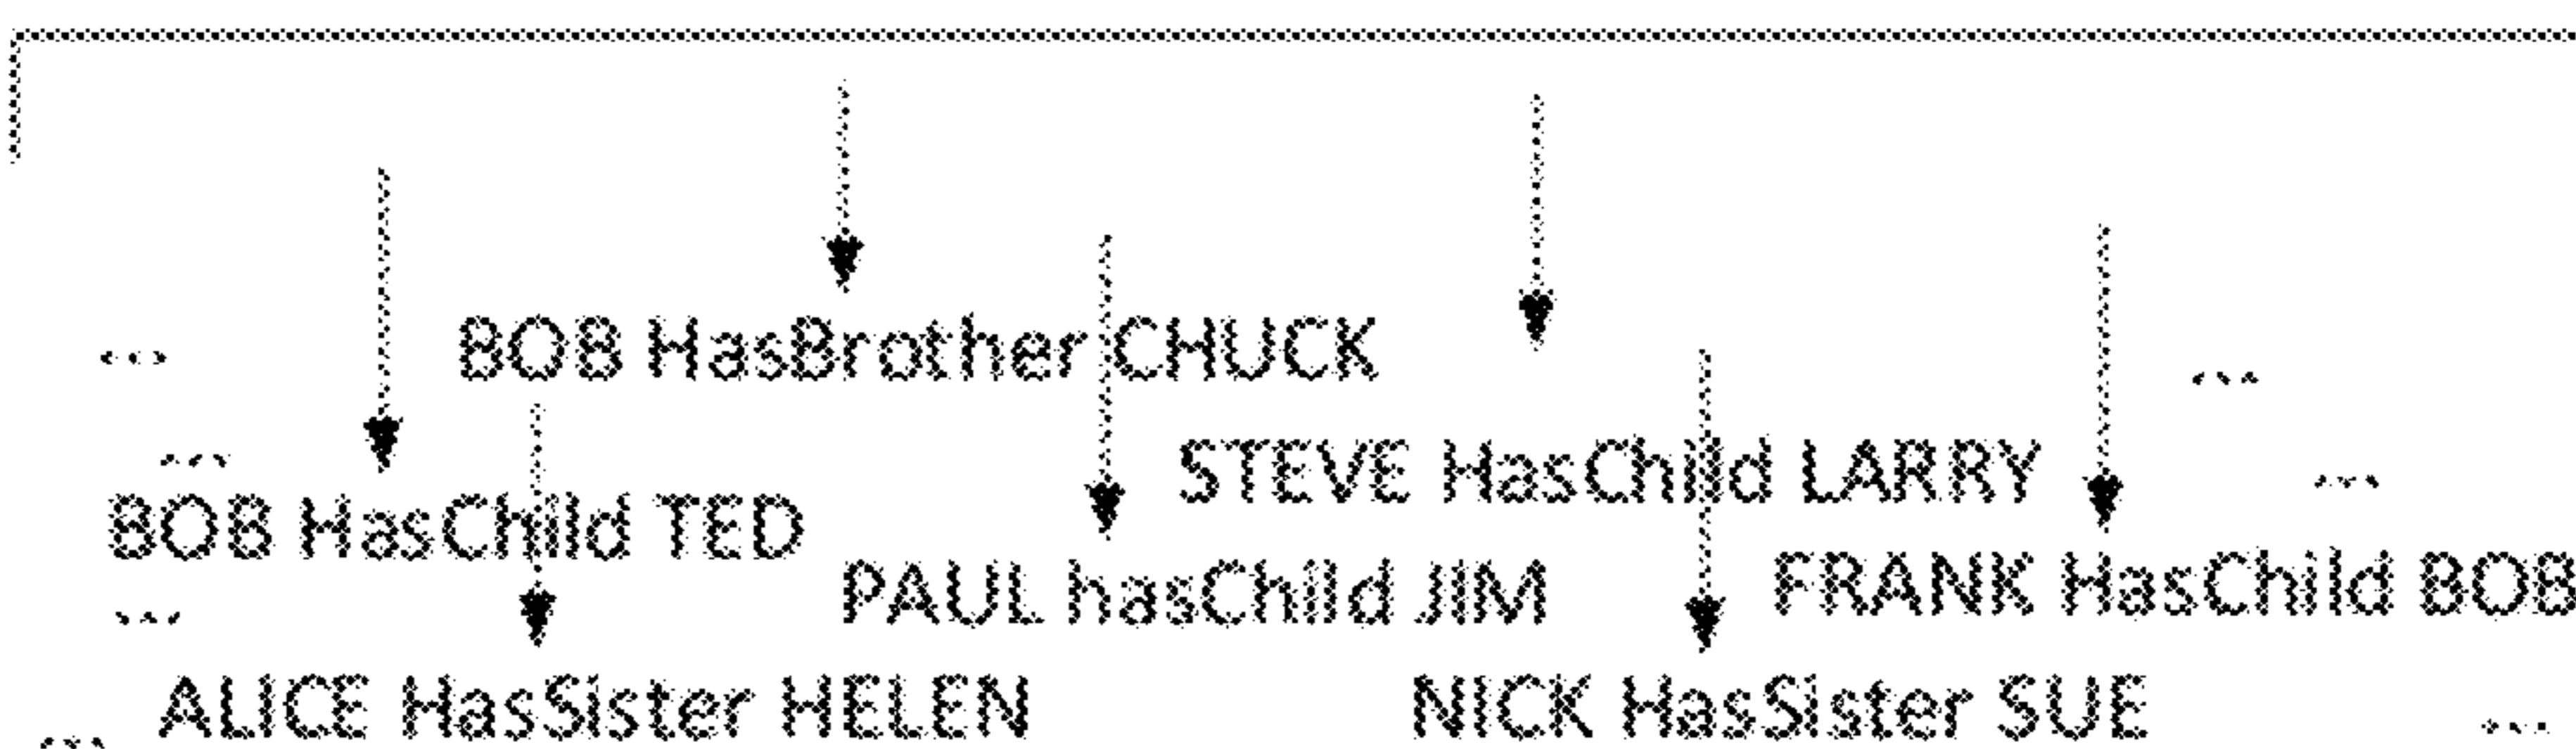 ... BOB HasBrother CHUCK ...
... STEVE HasChild LARRY ...
BOB HasChild TED
PAUL hasChild JIM FRANK HasChild BOB
...
ALICE HasSister HELEN NICK HasSister SUE ...
...